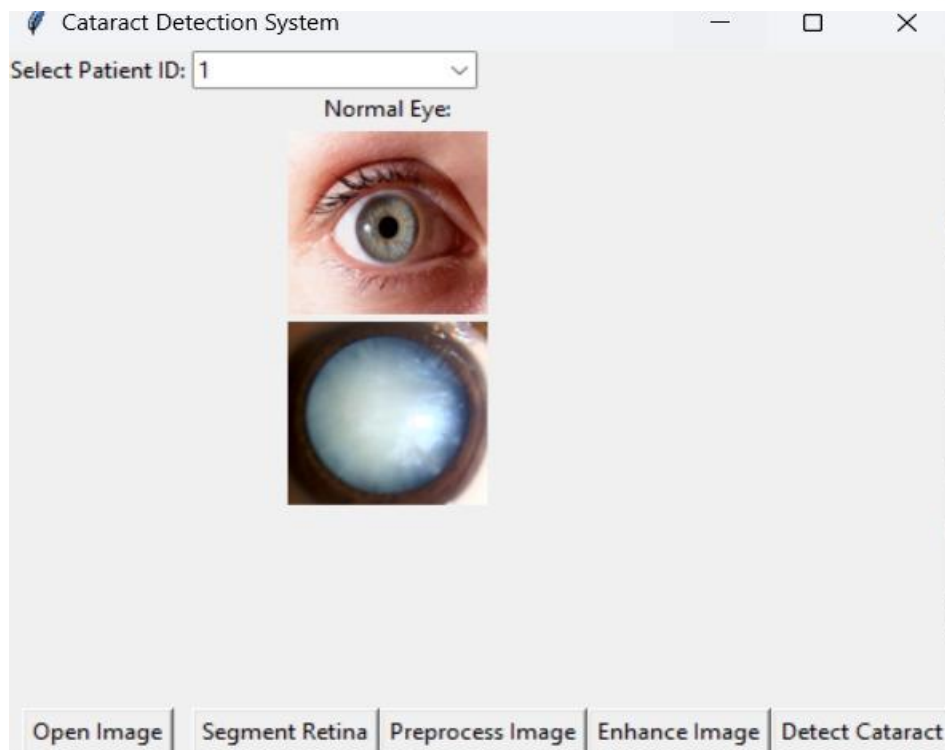 Cataract Detection System
Select Patient ID: 1
Normal Eye:
Open Image Segment Retina Preprocess Image Enhance Image Detect Cataract